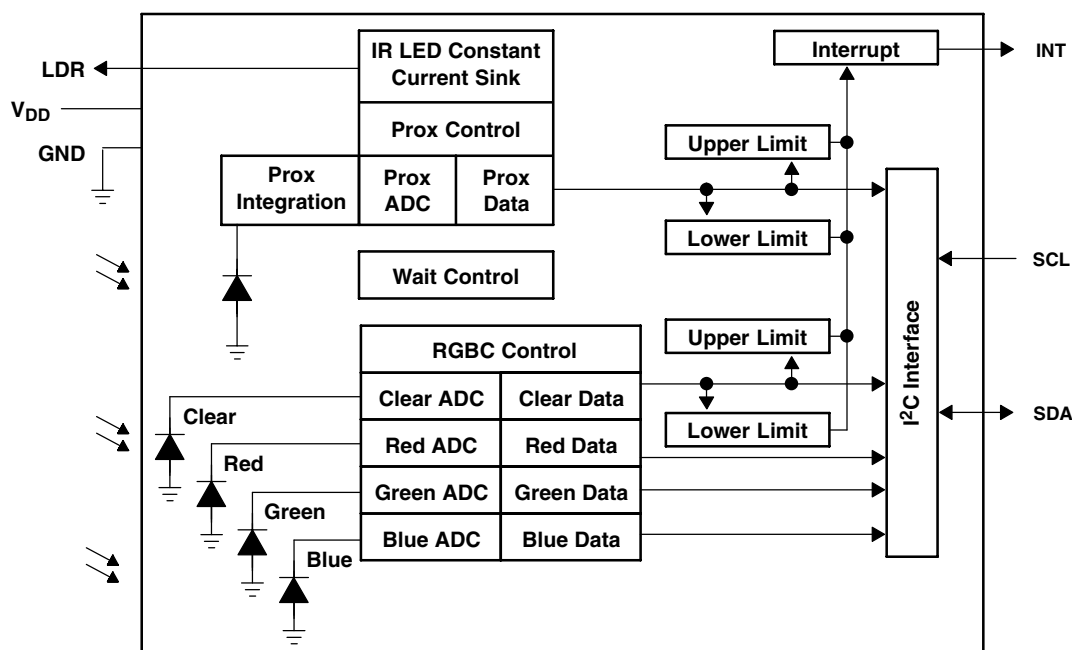 IR LED Constant
Current Sink
Interrupt
INT
LDR
VDD
Prox Control
Upper Limit
GND
Prox
Integration
Prox
ADC
Prox
Data
Lower Limit
SCL
Wait Control
I²C Interface
Upper Limit
RGBC Control
Clear
Clear ADC
Clear Data
SDA
Lower Limit
Red
Red ADC
Red Data
Green
Green ADC
Green Data
Blue
Blue ADC
Blue Data